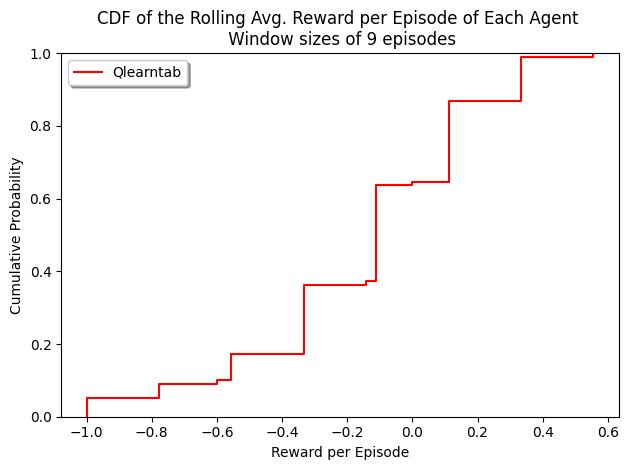 CDF of the Rolling Avg. Reward per Episode of Each Agent
Window sizes of 9 episodes
Qlearntab
1.0
0.8
0.6
0.4
0.2
0.0
Cumulative Probability
−1.0 −0.8 −0.6 −0.4 −0.2 0.0 0.2 0.4 0.6
Reward per Episode